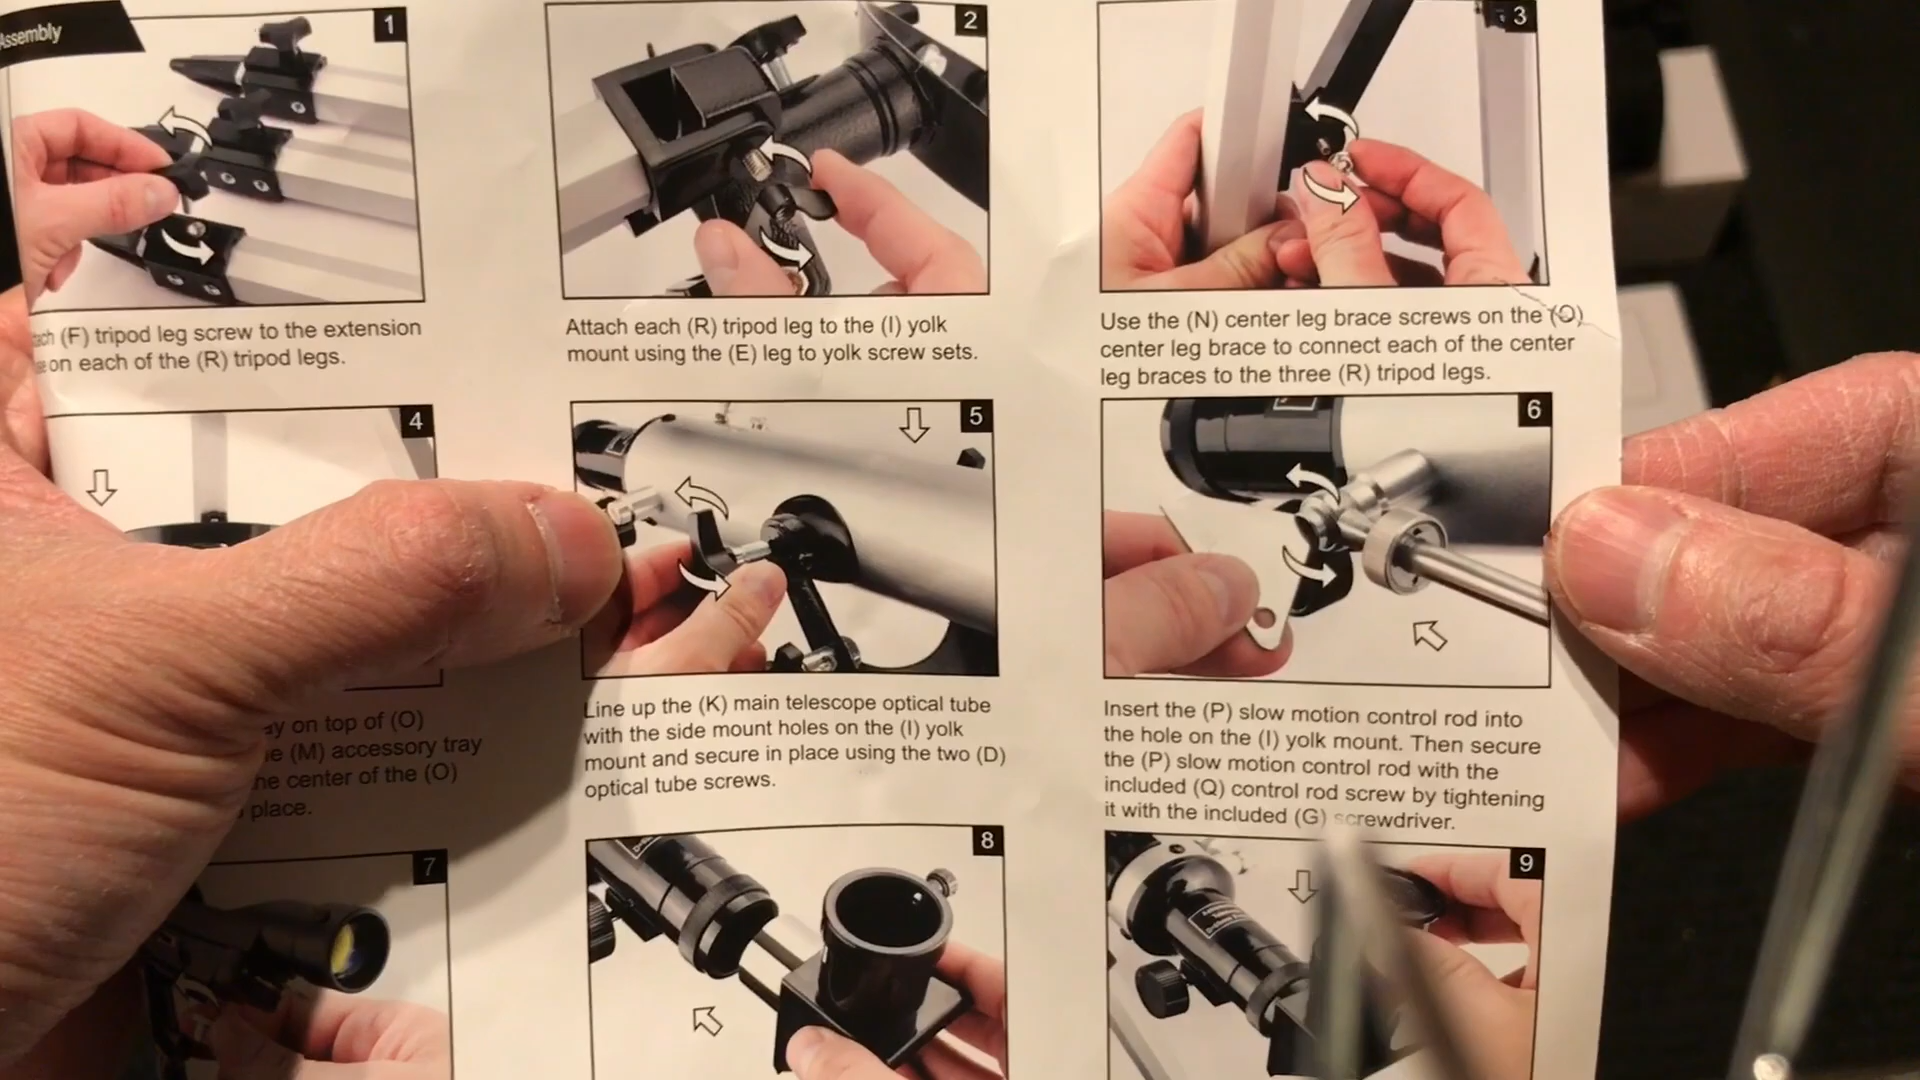 Assembly
1
2
3
(F) tripod leg screw to the extension
on each of the (R) tripod legs.
Attach each (R) tripod leg to the (I) yolk
mount using the (E) leg to yolk screw sets.
Use the (N) center leg brace screws on the (O)
center leg brace to connect each of the center
leg braces to the three (R) tripod legs.
4
5
6
on top of (O)
(M) accessory tray
center of the (O)
place.
Line up the (K) main telescope optical tube
with the side mount holes on the (I) yolk
mount and secure in place using the two (D)
optical tube screws.
Insert the (P) slow motion control rod into
the hole on the (I) yolk mount. Then secure
the (P) slow motion control rod with the
included (Q) control rod screw by tightening
it with the included (G) screwdriver.
7
8
9